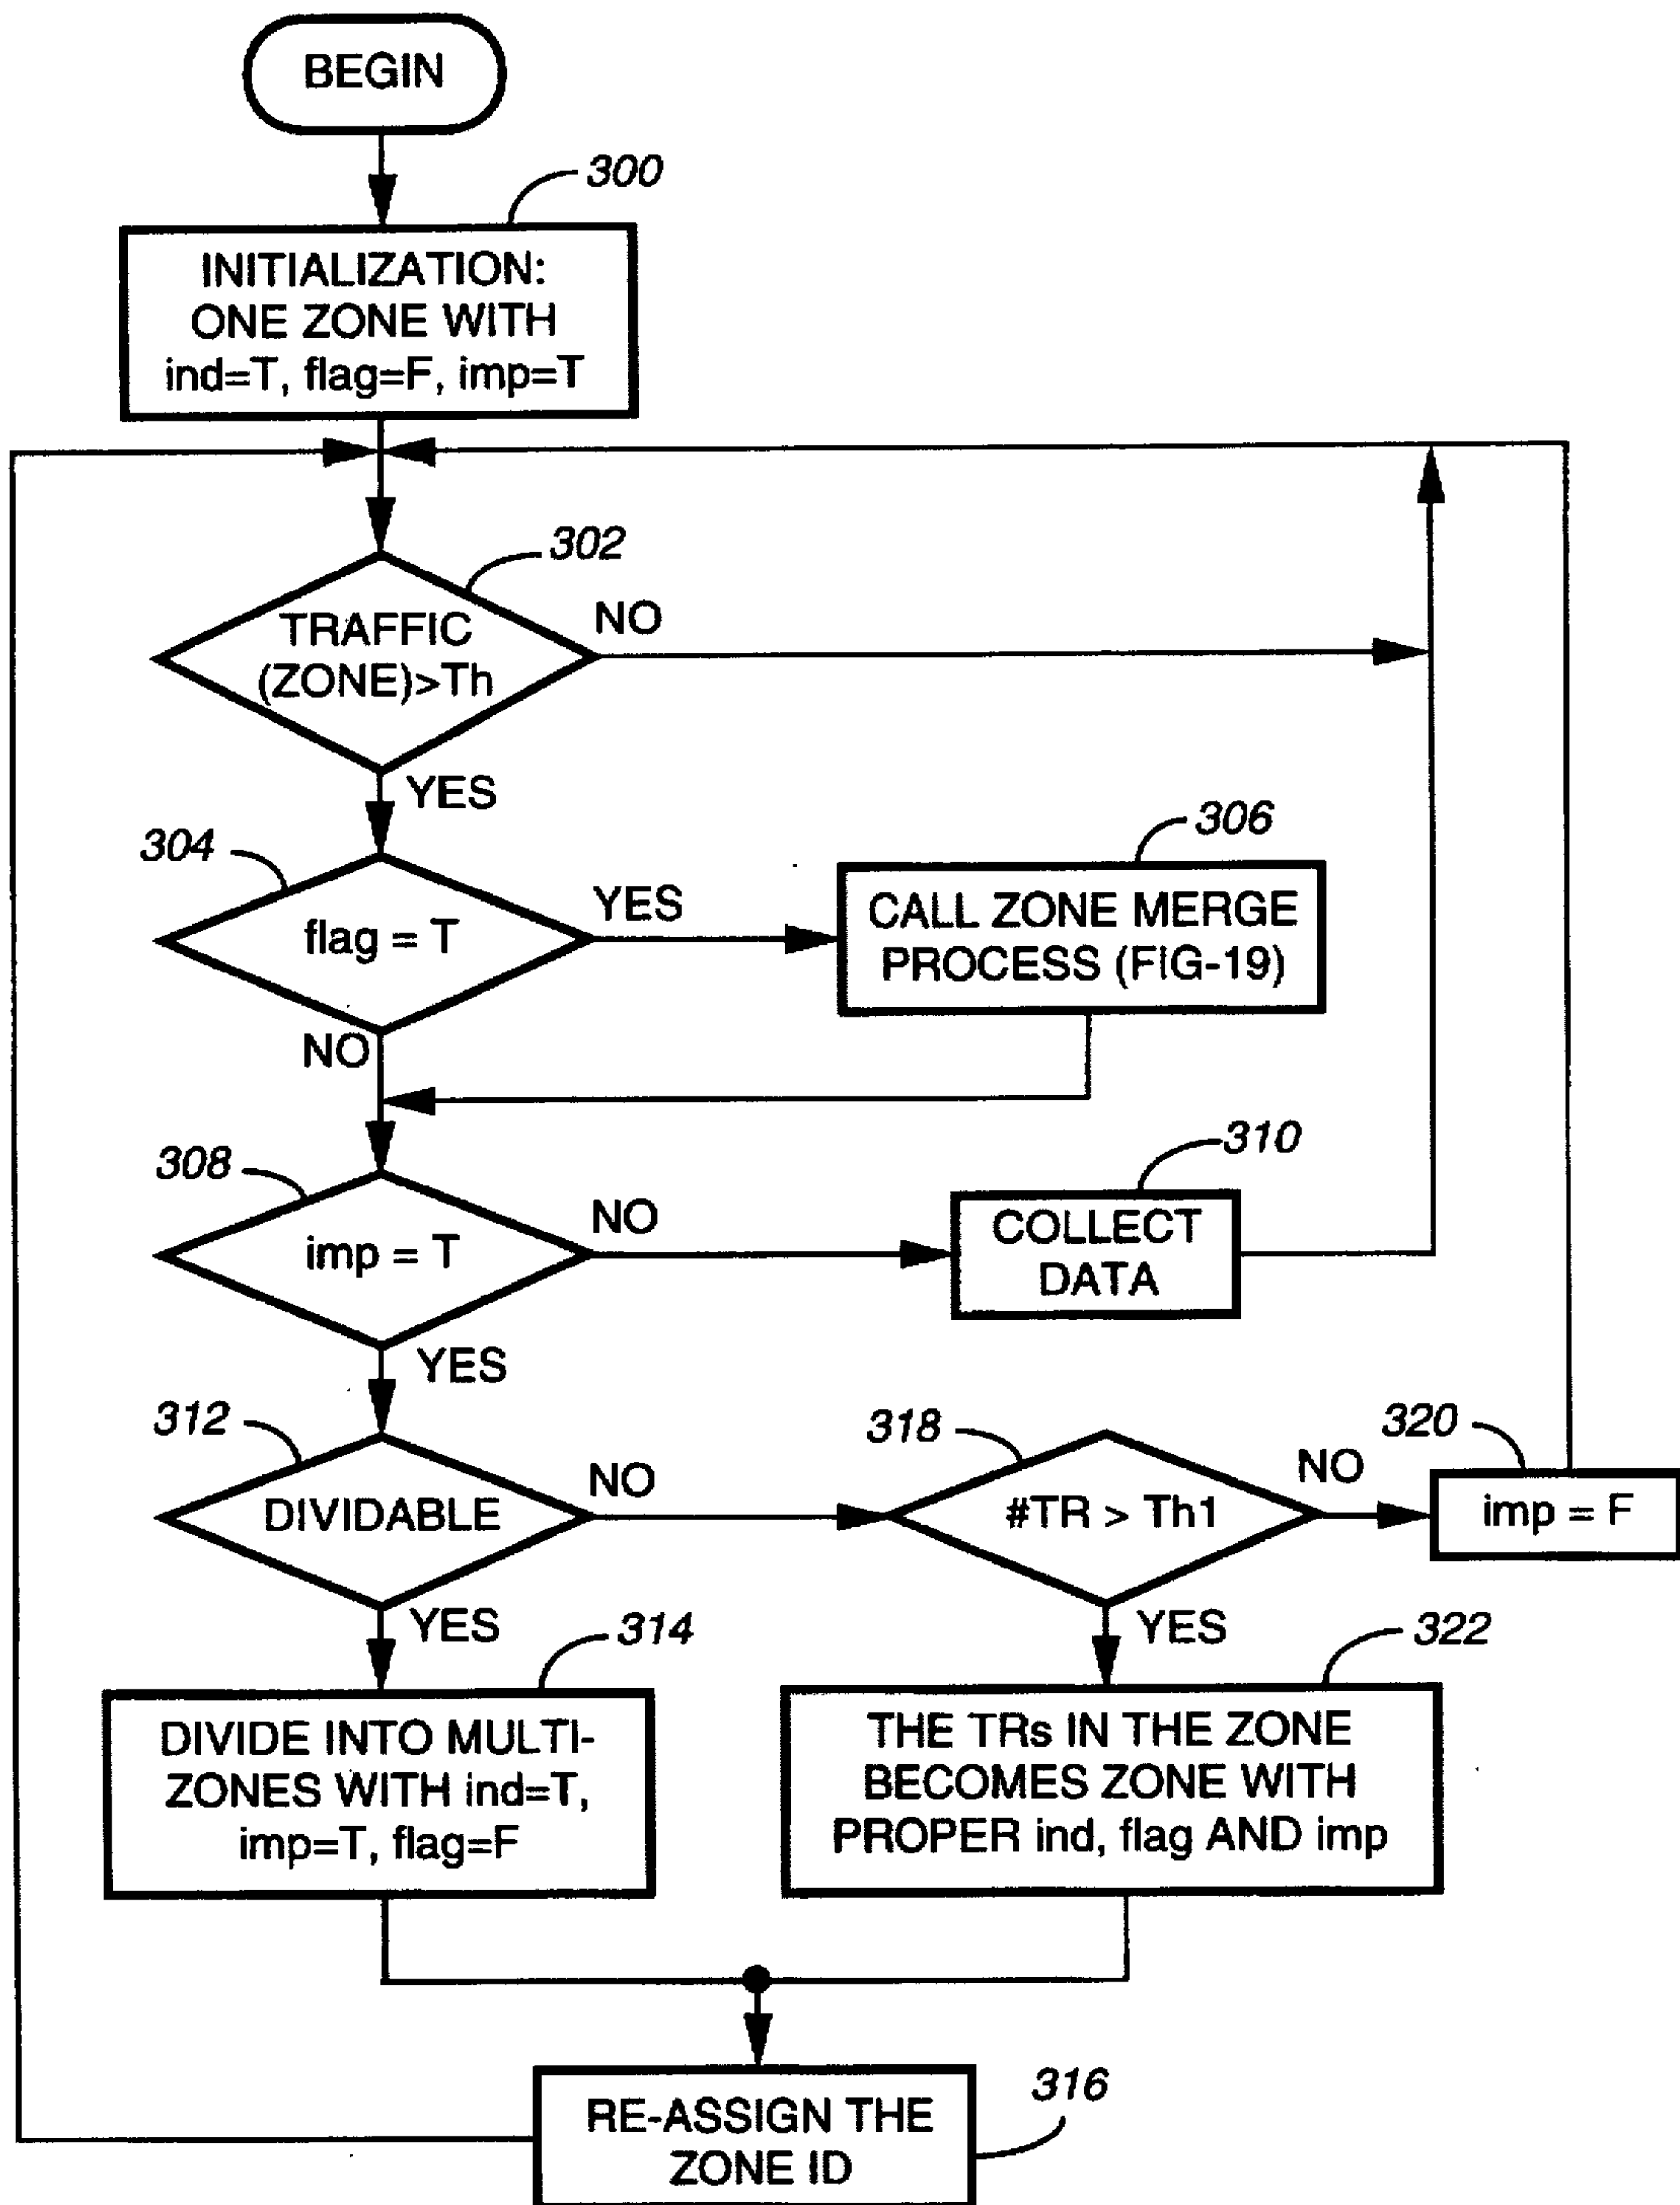 BEGIN
300
INITIALIZATION:
ONE ZONE WITH
ind=T, flag=F, imp=T
302
TRAFFIC
(ZONE)>Th
NO
YES
304
flag = T
YES
306
CALL ZONE MERGE
PROCESS (FIG-19)
NO
308
imp = T
NO
310
COLLECT
DATA
YES
312
DIVIDABLE
NO
318
#TR > Th1
NO
320
imp = F
YES
314
DIVIDE INTO MULTI-
ZONES WITH ind=T,
imp=T, flag=F
YES
322
THE TRs IN THE ZONE
BECOMES ZONE WITH
PROPER ind, flag AND imp
316
RE-ASSIGN THE
ZONE ID